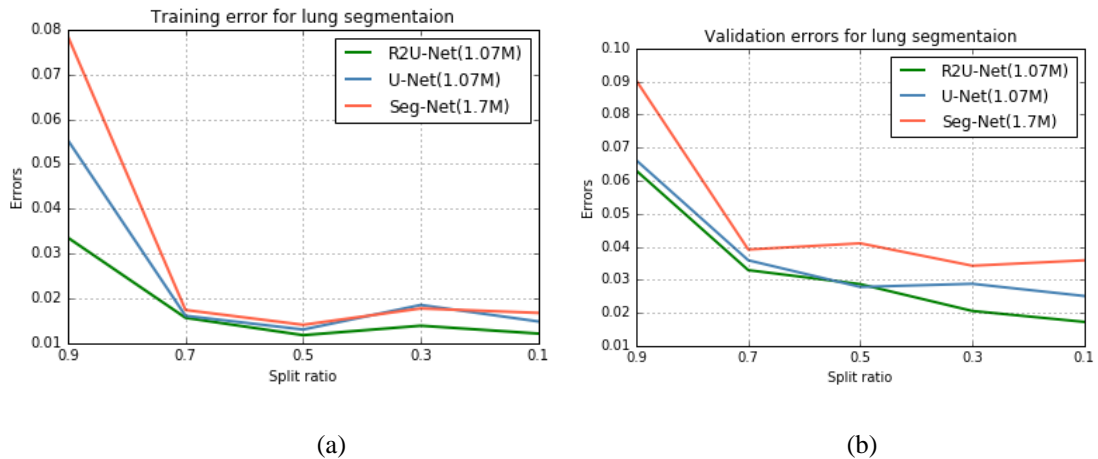 Training error for lung segmentaion
0.08
0.07
0.06
0.05
0.04
0.03
0.02
0.01
Errors
0.9 0.7 0.5 0.3 0.1
Split ratio
R2U-Net(1.07M)
U-Net(1.07M)
Seg-Net(1.7M)
(a)
Validation errors for lung segmentaion
0.10
0.09
0.08
0.07
0.06
0.05
0.04
0.03
0.02
0.01
Errors
0.9 0.7 0.5 0.3 0.1
Split ratio
R2U-Net(1.07M)
U-Net(1.07M)
Seg-Net(1.7M)
(b)